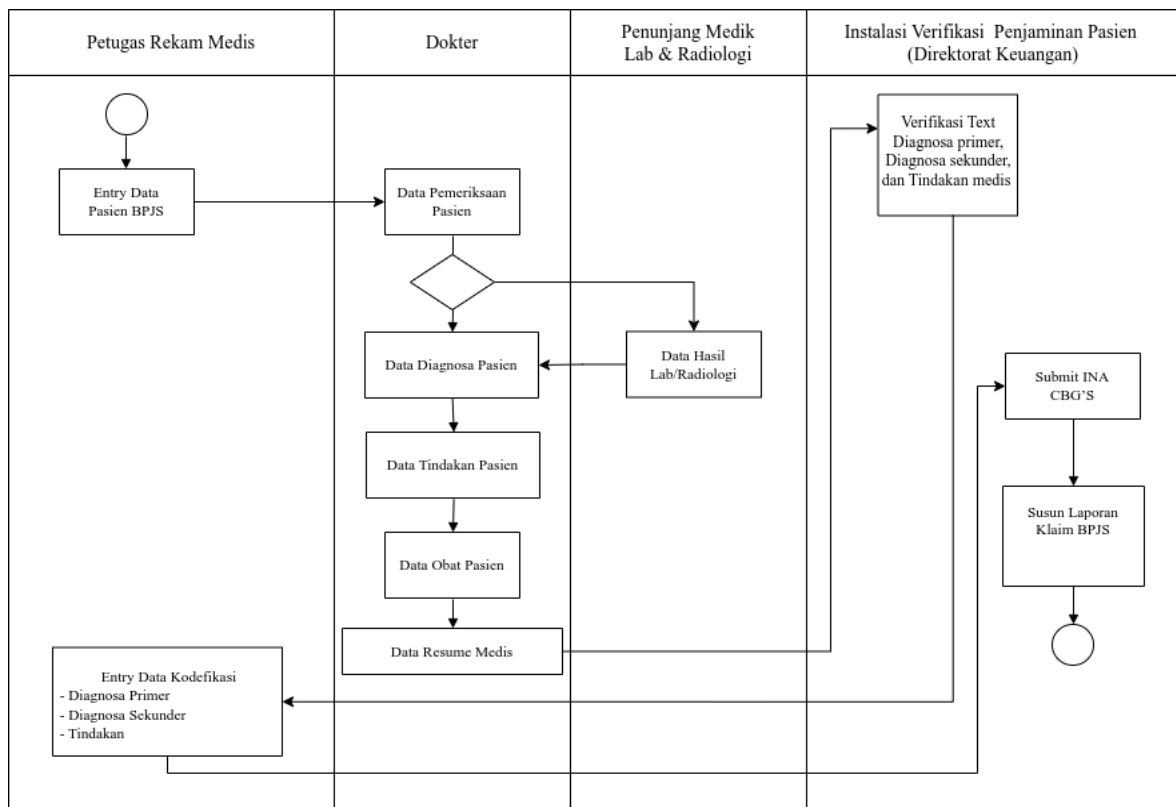 Petugas Rekam Medis
Dokter
Penunjang Medik
Lab & Radiologi
Instalasi Verifikasi Penjaminan Pasien
(Direktorat Keuangan)
Verifikasi Text
Diagnosa primer,
Diagnosa sekunder,
dan Tindakan medis
Entry Data
Pasien BPJS
Data Pemeriksaan
Pasien
Data Diagnosa Pasien
Data Hasil
Lab/Radiologi
Submit INA
CBG'S
Data Tindakan Pasien
Susun Laporan
Klaim BPJS
Data Obat Pasien
Data Resume Medis
Entry Data Kodefikasi
- Diagnosa Primer
- Diagnosa Sekunder
- Tindakan